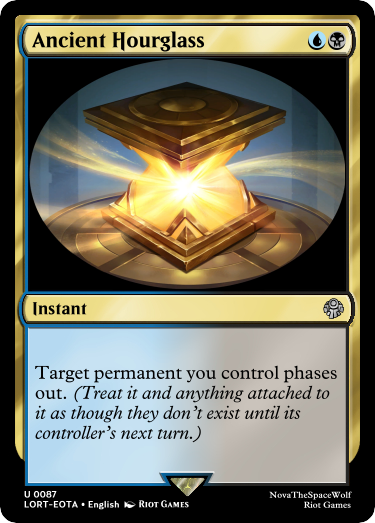 Ancient Hourglass
Instant
Target permanent you control phases
out. (Treat it and anything attached to
it as though they don't exist until its
controller's next turn.)
U 0087
LORT-EOTA • English Riot Games
NovaTheSpaceWolf
Riot Games